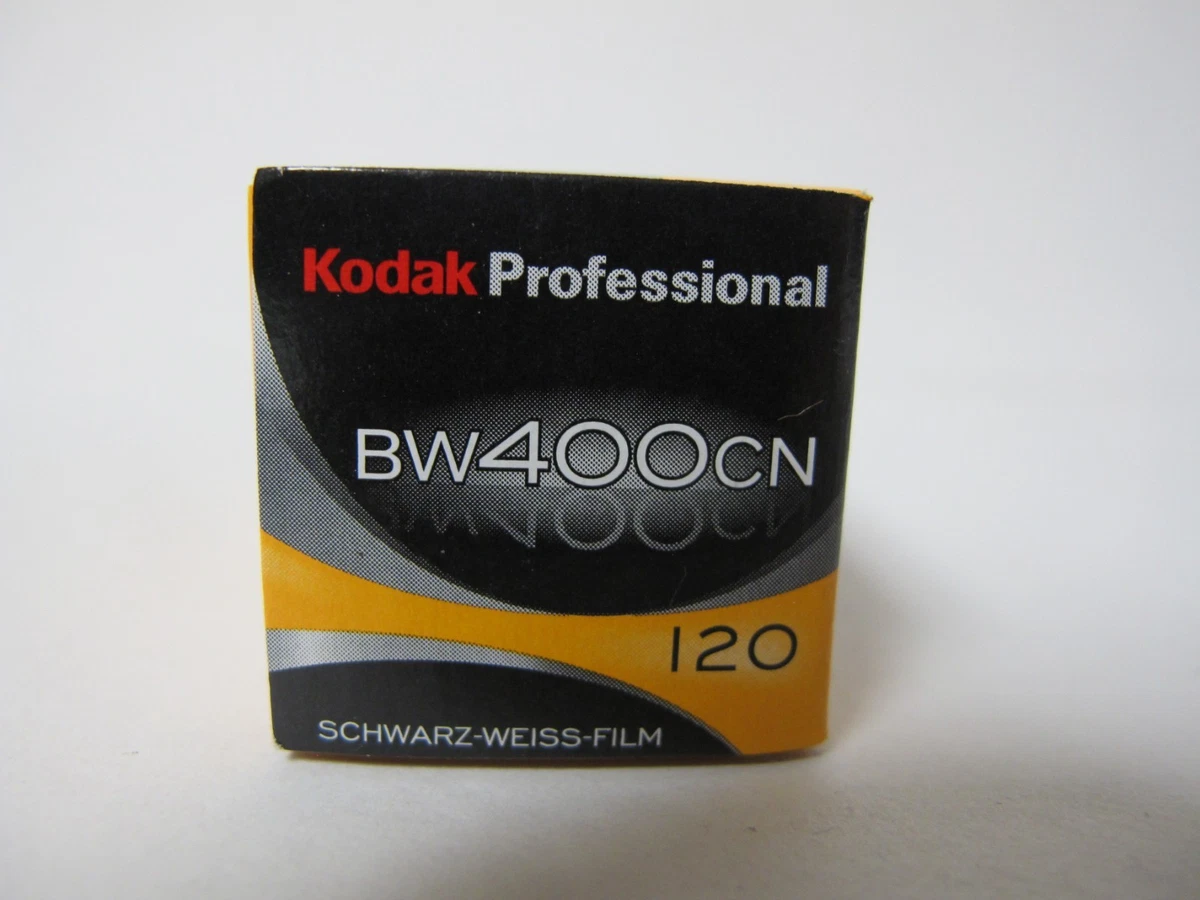 Kodak Professional
BW400CN
120
SCHWARZ-WEISS-FILM